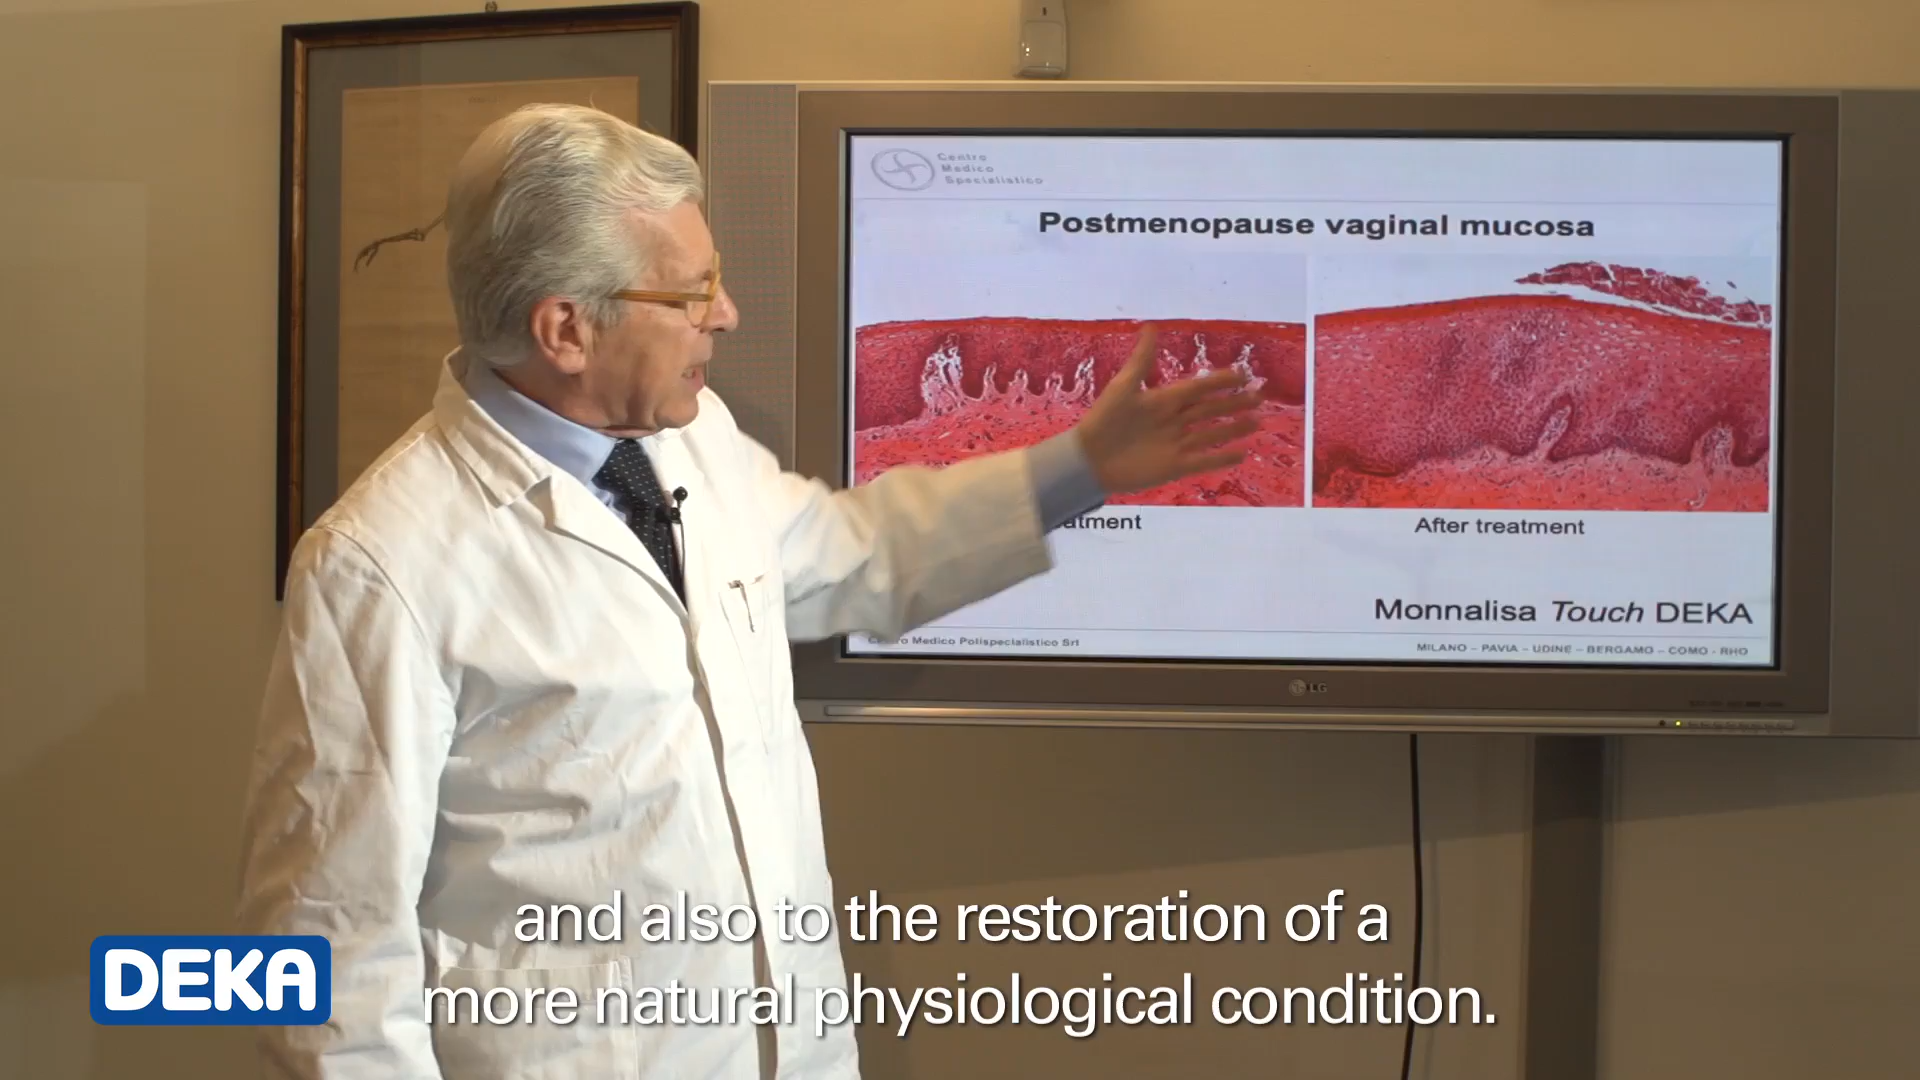 Centro
Medico
Specialistico
Postmenopause vaginal mucosa
After treatment
Monnalisa Touch DEKA
Medico Polispecialistico Srl
MILANO – PAVIA – UDINE – BERGAMO – COMO - RHO
LG
and also to the restoration of a
more natural physiological condition.
DEKA